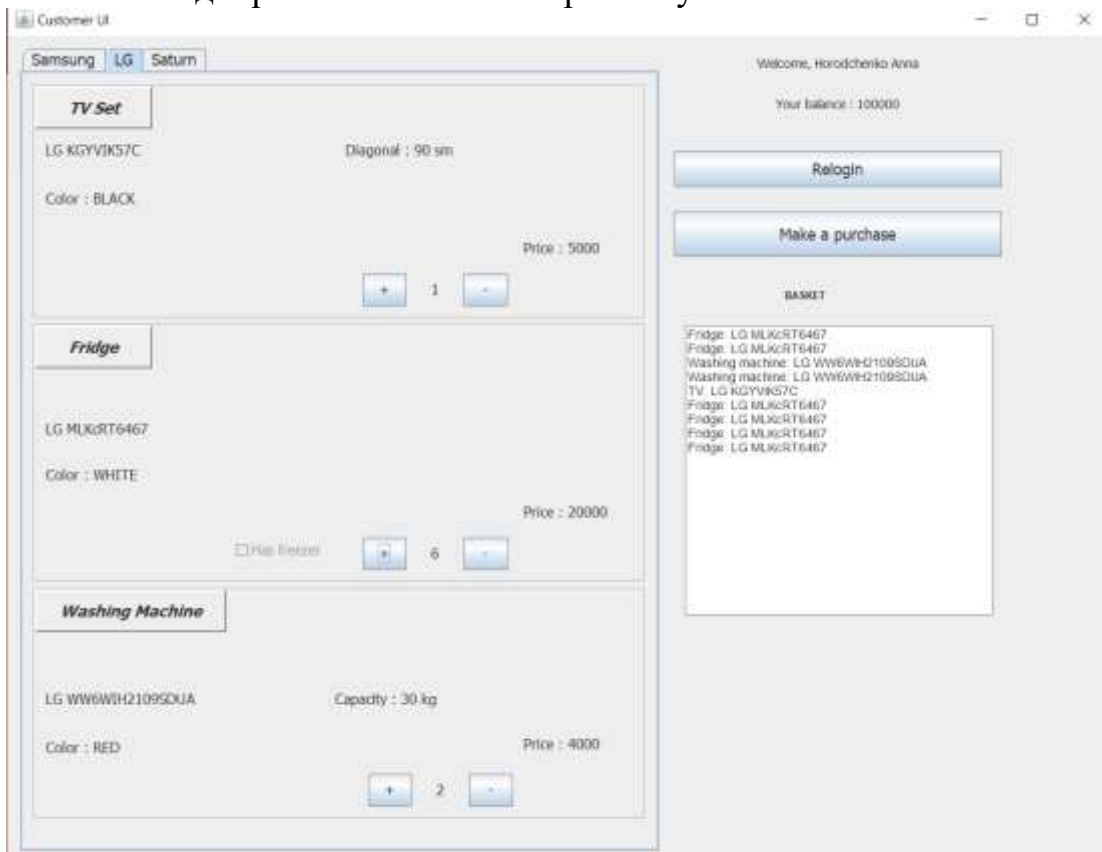 Customer UI
Samsung LG Saturn
TV Set
LG KGYVIK57C
Diagonal : 90 sm
Color : BLACK
Price : 5000
+ 1 -
Fridge
LG MLKcRT6467
Color : WHITE
Price : 20000
Has freezer
+ 6 -
Washing Machine
LG WW6WIH2109SDUA
Capacity : 30 kg
Color : RED
Price : 4000
+ 2 -
Welcome, Horodchenko Anna
Your balance : 100000
Relogin
Make a purchase
BASKET
Fridge: LG MLKcRT6467
Fridge: LG MLKcRT6467
Washing machine: LG WW6WIH2109SDUA
Washing machine: LG WW6WIH2109SDUA
TV: LG KGYVIK57C
Fridge: LG MLKcRT6467
Fridge: LG MLKcRT6467
Fridge: LG MLKcRT6467
Fridge: LG MLKcRT6467